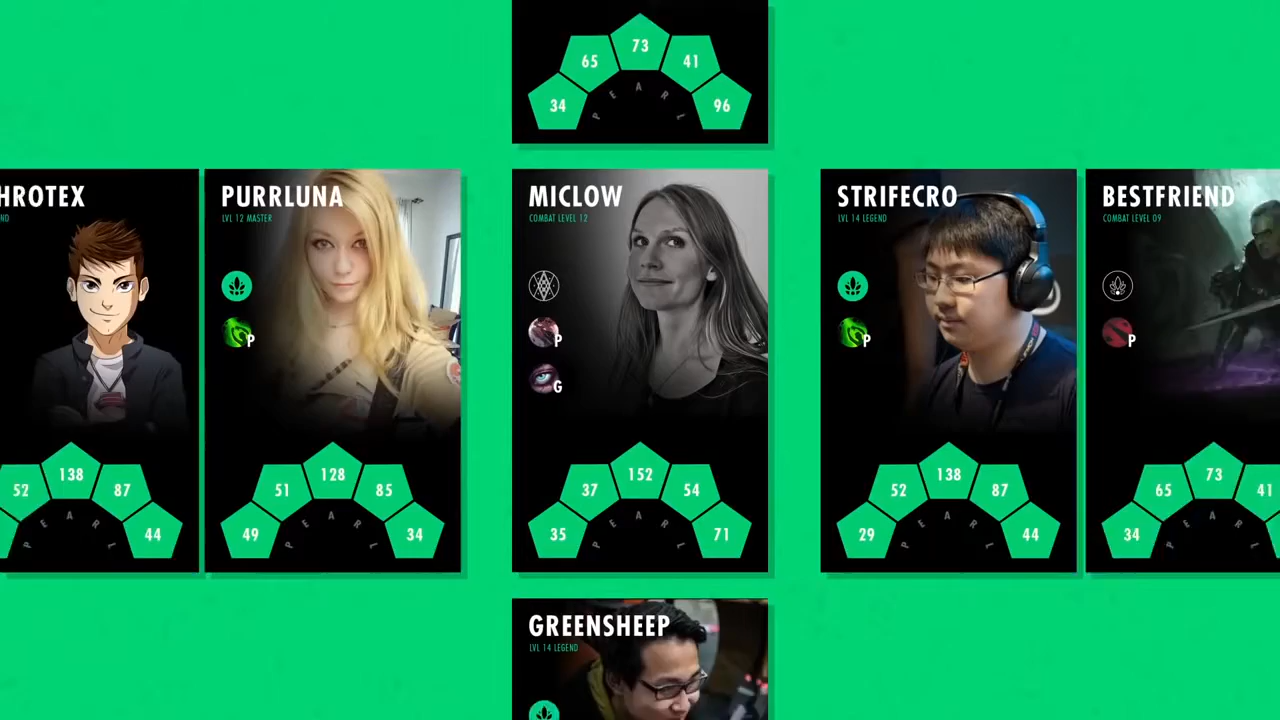 73
65
41
34
96
P E A R L
HROTEX
ND
52
138
87
44
P E A R L
PURRLUNA
LVL 12 MASTER
P
51
128
85
49
34
P E A R L
MICLOW
COMBAT LEVEL 12
P
G
37
152
54
35
71
P E A R L
STRIFECRO
LVL 14 LEGEND
P
52
138
87
29
44
P E A R L
BESTFRIEND
COMBAT LEVEL 09
P
65
73
41
34
P E A R L
GREENSHEEP
LVL 14 LEGEND